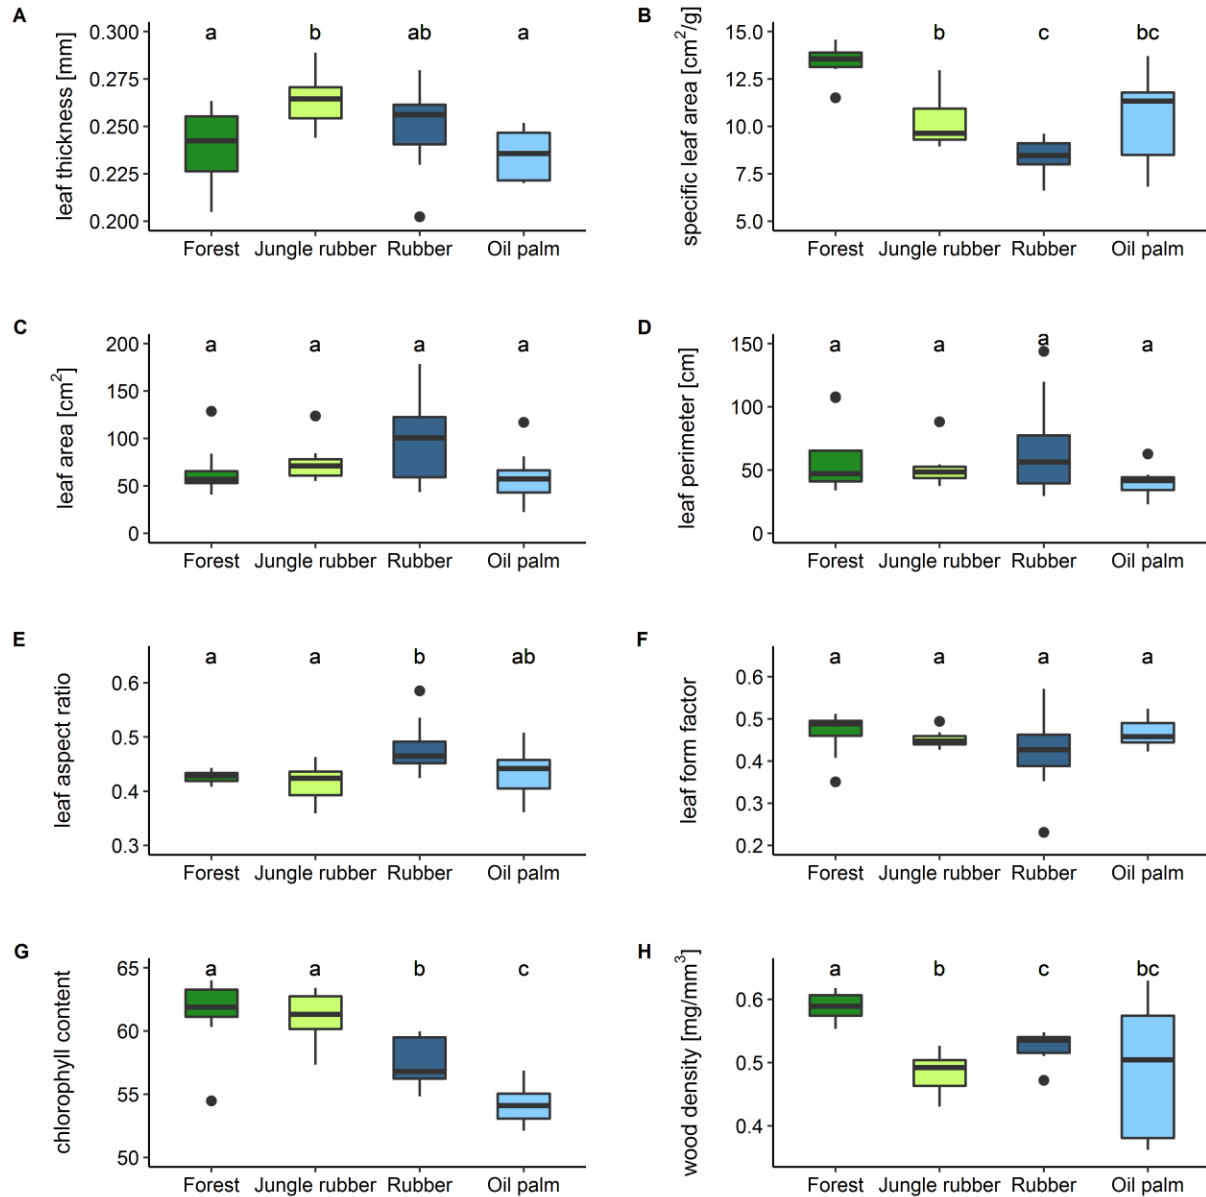 A
leaf thickness [mm]
0.300
0.275
0.250
0.225
0.200
a b ab a
Forest Jungle rubber Rubber Oil palm
B
specific leaf area [cm²/g]
15.0
12.5
10.0
7.5
5.0
b c bc
Forest Jungle rubber Rubber Oil palm
C
leaf area [cm²]
200
150
100
50
0
a a a a
Forest Jungle rubber Rubber Oil palm
D
leaf perimeter [cm]
150
100
50
0
a a a a
Forest Jungle rubber Rubber Oil palm
E
leaf aspect ratio
0.6
0.5
0.4
0.3
a a b ab
Forest Jungle rubber Rubber Oil palm
F
leaf form factor
0.6
0.5
0.4
0.3
0.2
a a a a
Forest Jungle rubber Rubber Oil palm
G
chlorophyll content
65
60
55
50
a a b c
Forest Jungle rubber Rubber Oil palm
H
wood density [mg/mm³]
0.6
0.5
0.4
a b c bc
Forest Jungle rubber Rubber Oil palm